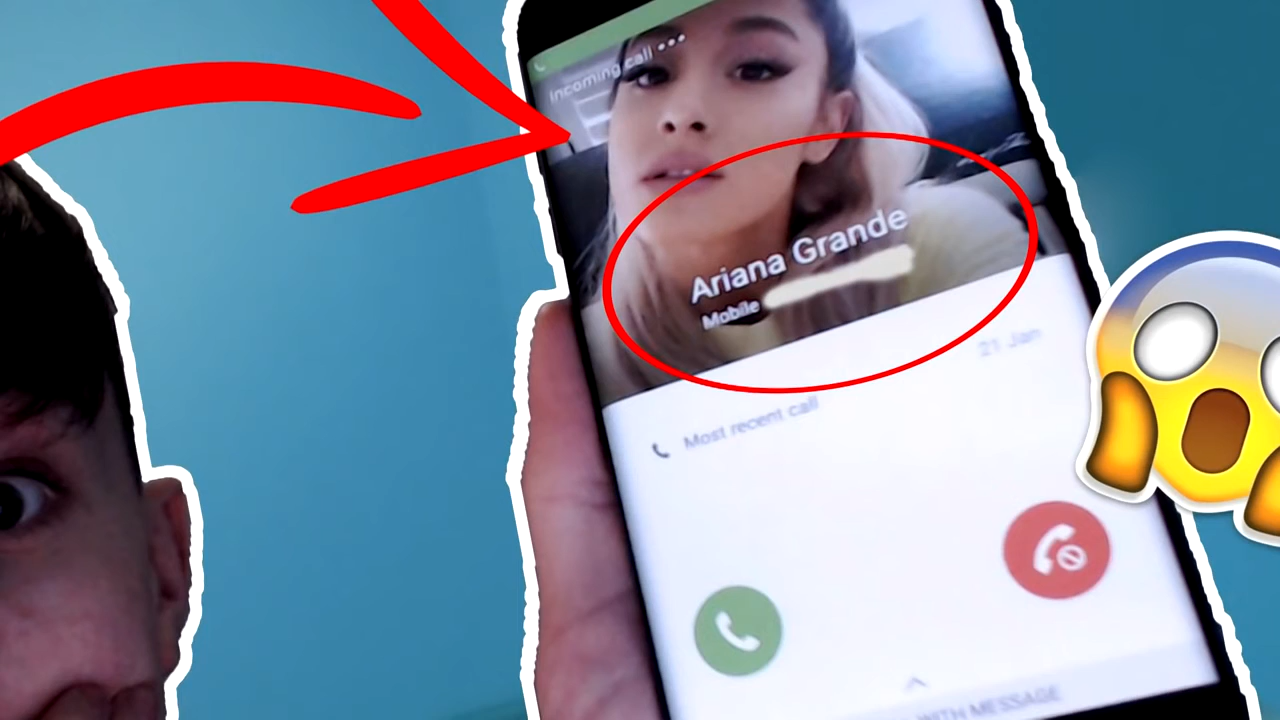 Incoming call •••
Ariana Grande
Mobile
21 Jan
Most recent call
WITH MESSAGE